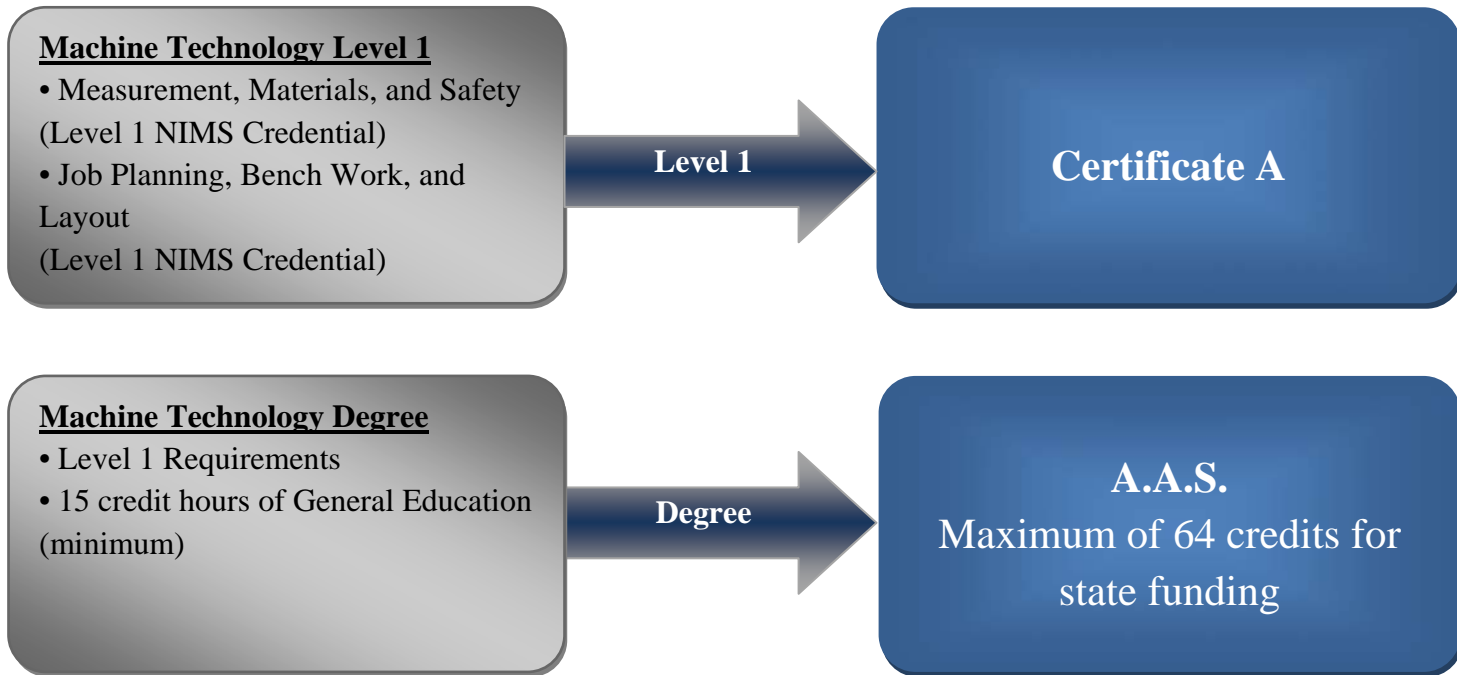 Machine Technology Level 1
• Measurement, Materials, and Safety
(Level 1 NIMS Credential)
• Job Planning, Bench Work, and
Layout
(Level 1 NIMS Credential)
Level 1
Certificate A
Machine Technology Degree
• Level 1 Requirements
• 15 credit hours of General Education
(minimum)
Degree
A.A.S.
Maximum of 64 credits for
state funding